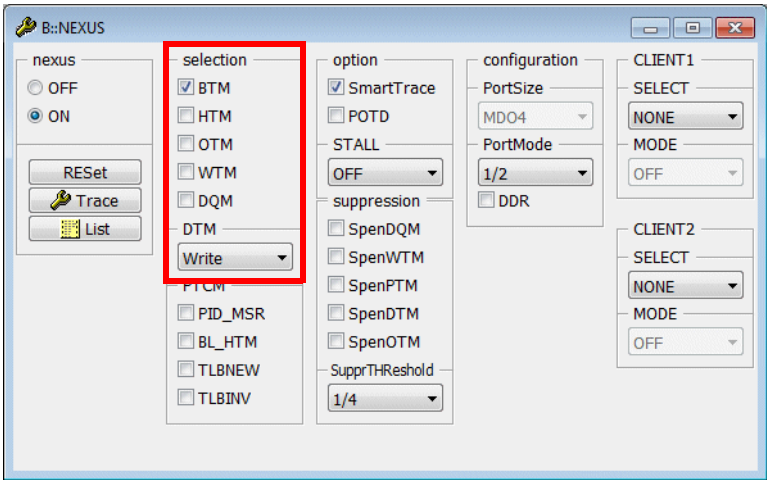 B::NEXUS
nexus
OFF
ON
RESet
Trace
List
selection
BTM
HTM
OTM
WTM
DQM
DTM
Write
PTCM
PID_MSR
BL_HTM
TLBNEW
TLBINV
option
SmartTrace
POTD
STALL
OFF
suppression
SpenDQM
SpenWTM
SpenPTM
SpenDTM
SpenOTM
SupprTHReshold
1/4
configuration
PortSize
MDO4
PortMode
1/2
DDR
CLIENT1
SELECT
NONE
MODE
OFF
CLIENT2
SELECT
NONE
MODE
OFF